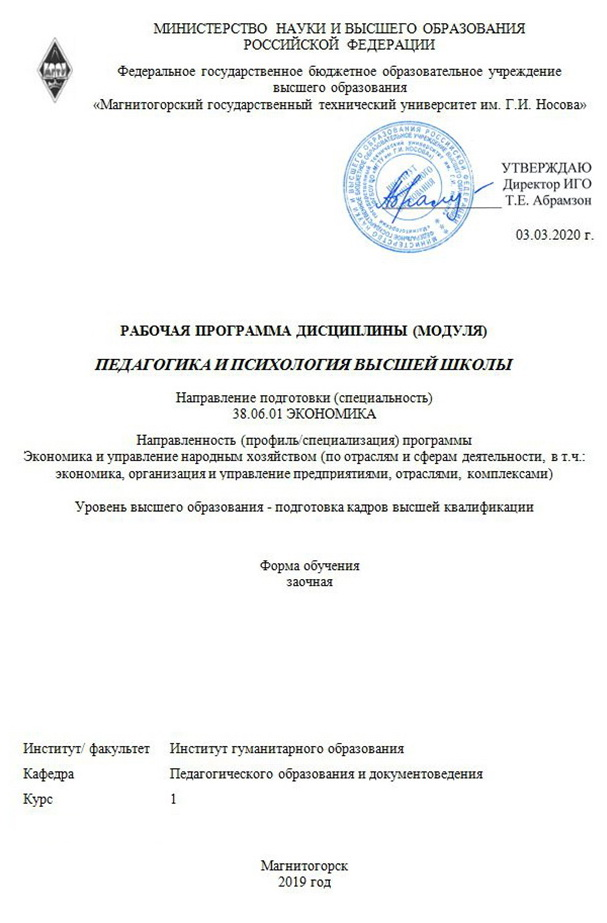 МИНИСТЕРСТВО НАУКИ И ВЫСШЕГО ОБРАЗОВАНИЯ
РОССИЙСКОЙ ФЕДЕРАЦИИ
Федеральное государственное бюджетное образовательное учреждение
высшего образования
«Магнитогорский государственный технический университет им. Г.И. Носова»
УТВЕРЖДАЮ
Директор ИГО
Т.Е. Абрамзон
03.03.2020 г.
РАБОЧАЯ ПРОГРАММА ДИСЦИПЛИНЫ (МОДУЛЯ)
ПЕДАГОГИКА И ПСИХОЛОГИЯ ВЫСШЕЙ ШКОЛЫ
Направление подготовки (специальность)
38.06.01 ЭКОНОМИКА
Направленность (профиль/специализация) программы
Экономика и управление народным хозяйством (по отраслям и сферам деятельности, в т.ч.:
экономика, организация и управление предприятиями, отраслями, комплексами)
Уровень высшего образования - подготовка кадров высшей квалификации
Форма обучения
заочная
Институт/ факультет Институт гуманитарного образования
Кафедра Педагогического образования и документоведения
Курс 1
Магнитогорск
2019 год